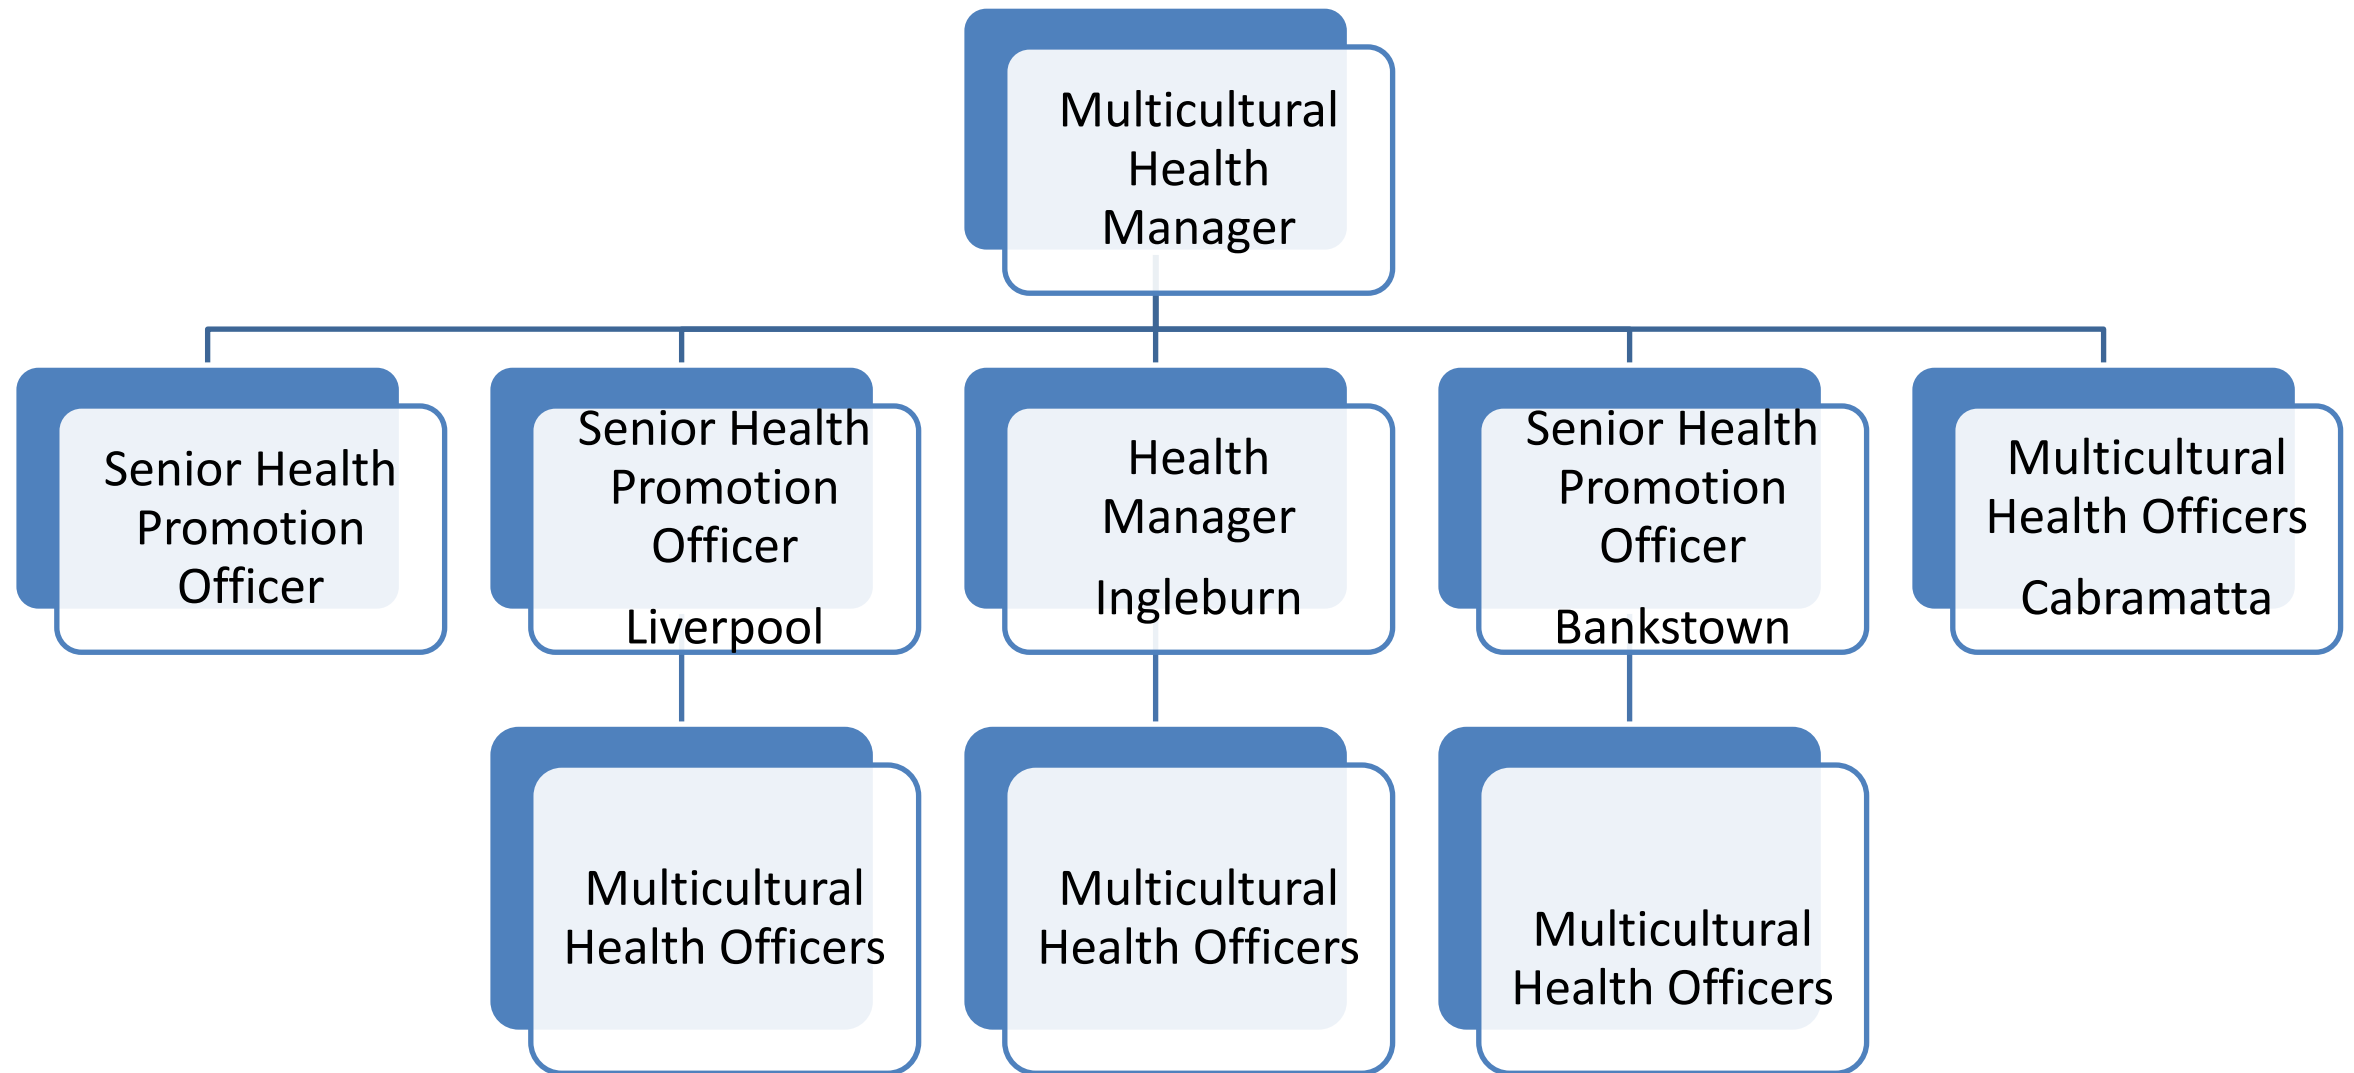 Multicultural
Health
Manager
Senior Health
Promotion
Officer
Senior Health
Promotion
Officer
Liverpool
Health
Manager
Ingleburn
Senior Health
Promotion
Officer
Bankstown
Multicultural
Health Officers
Cabramatta
Multicultural
Health Officers
Multicultural
Health Officers
Multicultural
Health Officers